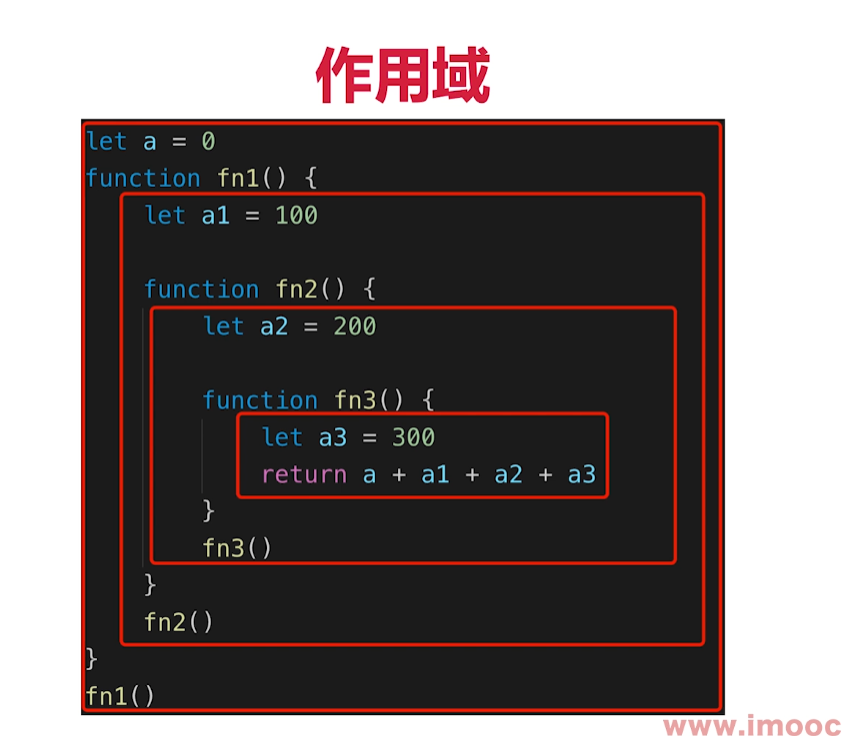 作用域
let a = 0
function fn1() {
let a1 = 100
function fn2() {
let a2 = 200
function fn3() {
let a3 = 300
return a + a1 + a2 + a3
}
fn3()
}
fn2()
}
fn1()
www.imooc